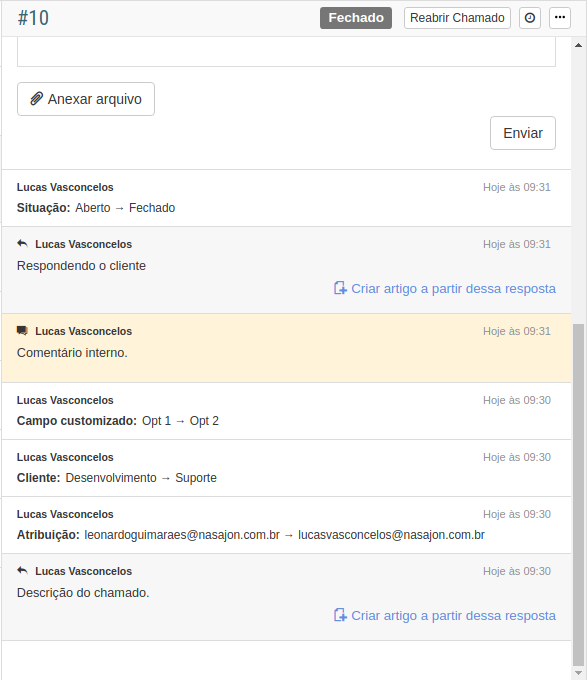 #10 Fechado Reabrir Chamado
Anexar arquivo
Enviar
Lucas Vasconcelos Hoje às 09:31
Situação: Aberto → Fechado
Lucas Vasconcelos Hoje às 09:31
Respondendo o cliente
Criar artigo a partir dessa resposta
Lucas Vasconcelos Hoje às 09:31
Comentário interno.
Lucas Vasconcelos Hoje às 09:30
Campo customizado: Opt 1 → Opt 2
Lucas Vasconcelos Hoje às 09:30
Cliente: Desenvolvimento → Suporte
Lucas Vasconcelos Hoje às 09:30
Atribuição: leonardoguimaraes@nasajon.com.br → lucasvasconcelos@nasajon.com.br
Lucas Vasconcelos Hoje às 09:30
Descrição do chamado.
Criar artigo a partir dessa resposta